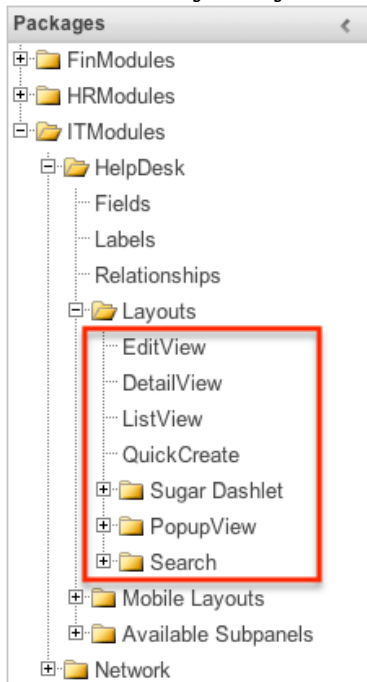 Packages
FinModules
HRModules
ITModules
HelpDesk
Fields
Labels
Relationships
Layouts
EditView
DetailView
ListView
QuickCreate
Sugar Dashlet
PopupView
Search
Mobile Layouts
Available Subpanels
Network